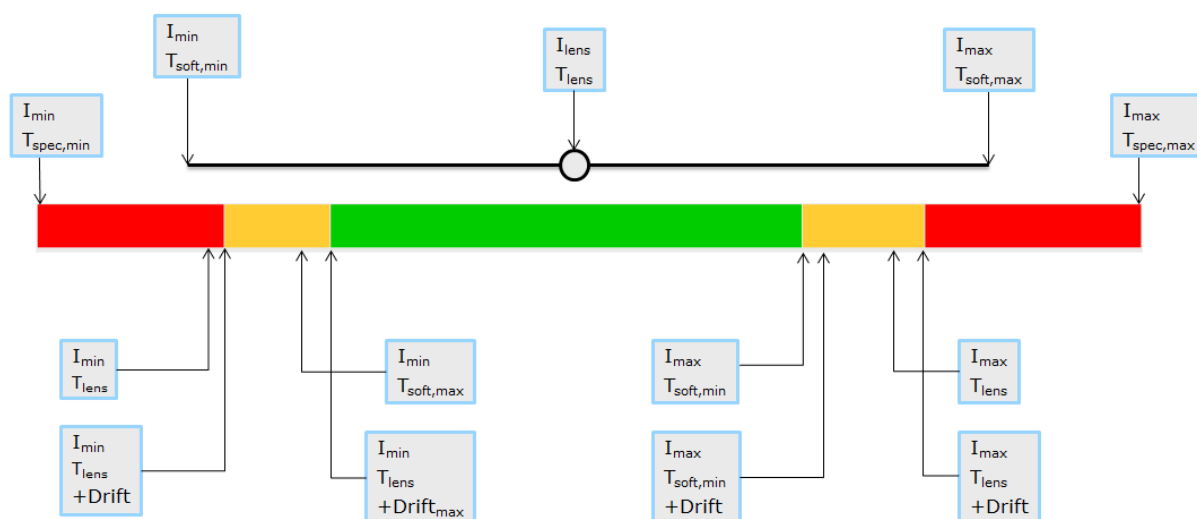 Imin
Tsoft,min
Ilens
Tlens
Imax
Tsoft,max
Imin
Tspec,min
Imax
Tspec,max
Imin
Tlens
Imin
Tsoft,max
Imax
Tsoft,min
Imax
Tlens
Imin
Tlens
+Drift
Imin
Tlens
+Driftmax
Imax
Tsoft,min
+Drift
Imax
Tlens
+Drift